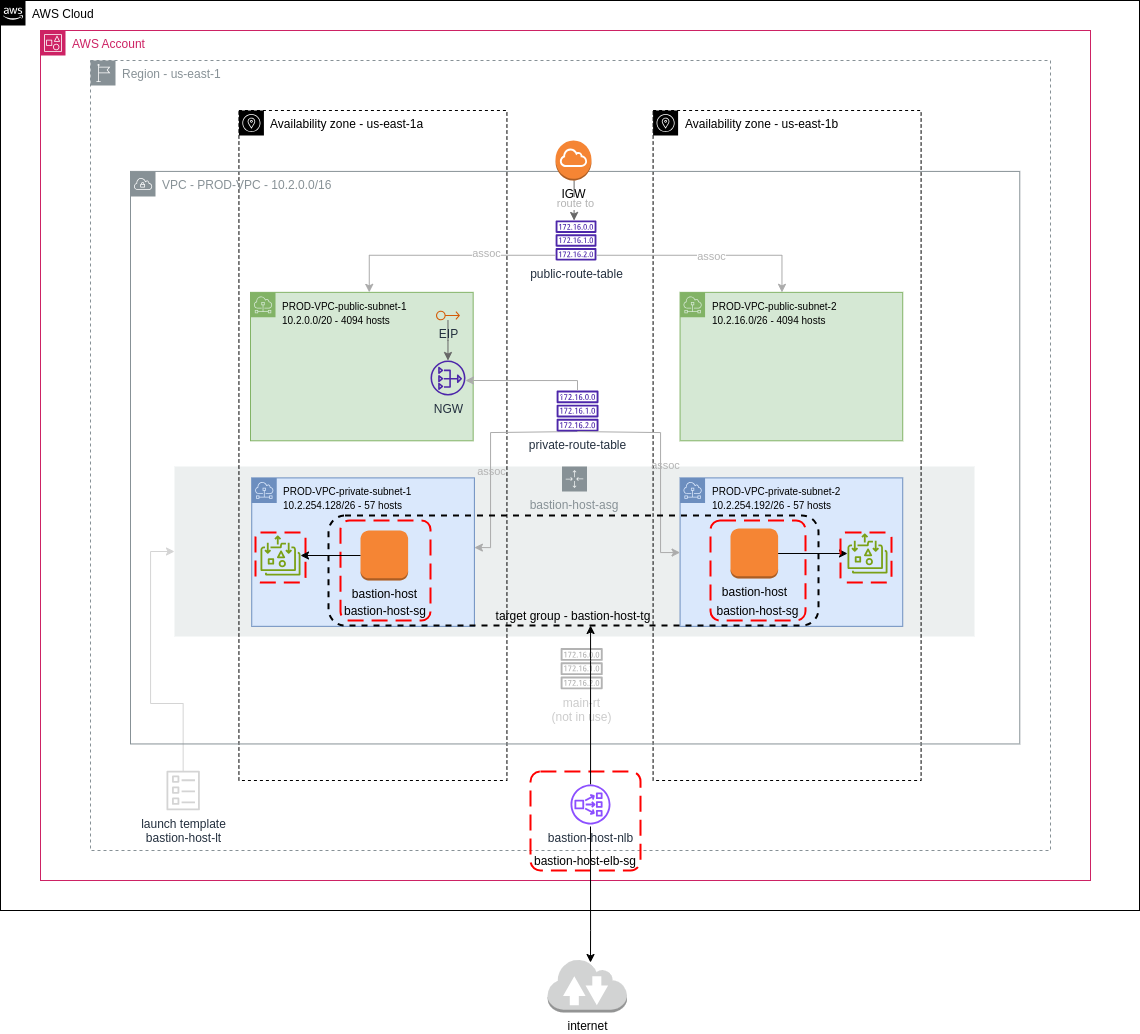 aws
AWS Cloud
AWS Account
Region - us-east-1
Availability zone - us-east-1a
Availability zone - us-east-1b
VPC - PROD-VPC - 10.2.0.0/16
IGW
route to
172.16.0.0
172.16.1.0
172.16.2.0
assoc
assoc
public-route-table
PROD-VPC-public-subnet-1
10.2.0.0/20 - 4094 hosts
EIP
NGW
PROD-VPC-public-subnet-2
10.2.16.0/26 - 4094 hosts
172.16.0.0
172.16.1.0
172.16.2.0
private-route-table
assoc
assoc
bastion-host-asg
PROD-VPC-private-subnet-1
10.2.254.128/26 - 57 hosts
PROD-VPC-private-subnet-2
10.2.254.192/26 - 57 hosts
bastion-host
bastion-host-sg
bastion-host
bastion-host-sg
target group - bastion-host-tg
172.16.0.0
172.16.1.0
172.16.2.0
main-rt
(not in use)
launch template
bastion-host-lt
bastion-host-nlb
bastion-host-elb-sg
internet